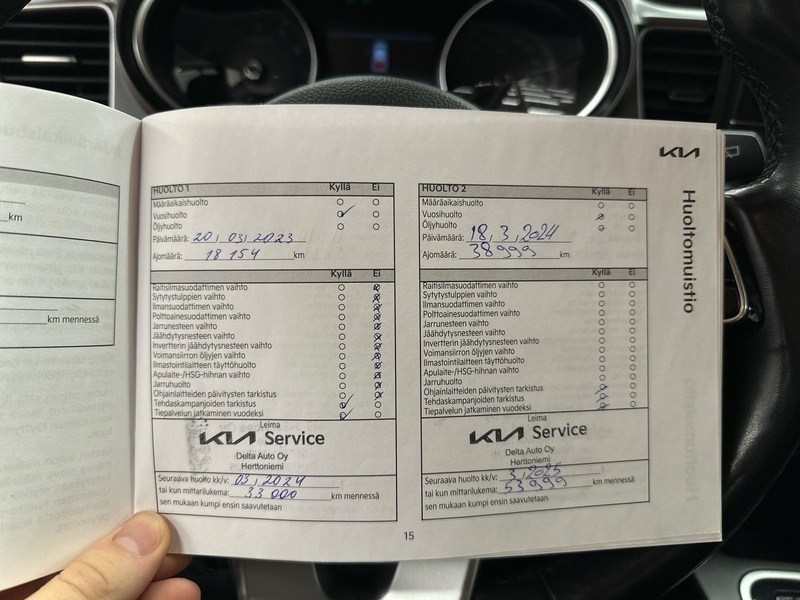 km
km mennessä
KIA
Huoltomuistio
HUOLTO 1 Kyllä Ei
Määräaikaishuolto
Vuosihuolto
Öljyhuolto
Päivämäärä: 20, 03, 2023
Ajomäärä: 18 154 km
Kyllä Ei
Raitisilmasuodattimen vaihto
Sytytystulppien vaihto
Ilmansuodattimen vaihto
Polttoainesuodattimen vaihto
Jarrunesteen vaihto
Jäähdytysnesteen vaihto
Invertterin jäähdytysnesteen vaihto
Voimansiirron öljyjen vaihto
Ilmastointilaitteen täyttöhuolto
Apulaite-/HSG-hihnan vaihto
Jarruhuolto
Ohjainlaitteiden päivitysten tarkistus
Tehdaskampanjoiden tarkistus
Tiepalvelun jatkaminen vuodeksi
Leima
KIA Service
Delta Auto Oy
Herttoniemi
Seuraava huolto kk/v: 03, 2024
tai kun mittarilukema: 33 000 km mennessä
sen mukaan kumpi ensin saavutetaan
HUOLTO 2 Kyllä Ei
Määräaikaishuolto
Vuosihuolto
Öljyhuolto
Päivämäärä: 18, 3, 2024
Ajomäärä: 38999 km
Kyllä Ei
Raitisilmasuodattimen vaihto
Sytytystulppien vaihto
Ilmansuodattimen vaihto
Polttoainesuodattimen vaihto
Jarrunesteen vaihto
Jäähdytysnesteen vaihto
Invertterin jäähdytysnesteen vaihto
Voimansiirron öljyjen vaihto
Ilmastointilaitteen täyttöhuolto
Apulaite-/HSG-hihnan vaihto
Jarruhuolto
Ohjainlaitteiden päivitysten tarkistus
Tehdaskampanjoiden tarkistus
Tiepalvelun jatkaminen vuodeksi
Leima
KIA Service
Delta Auto Oy
Herttoniemi
Seuraava huolto kk/v: 3, 2025
tai kun mittarilukema: 53999 km mennessä
sen mukaan kumpi ensin saavutetaan
15